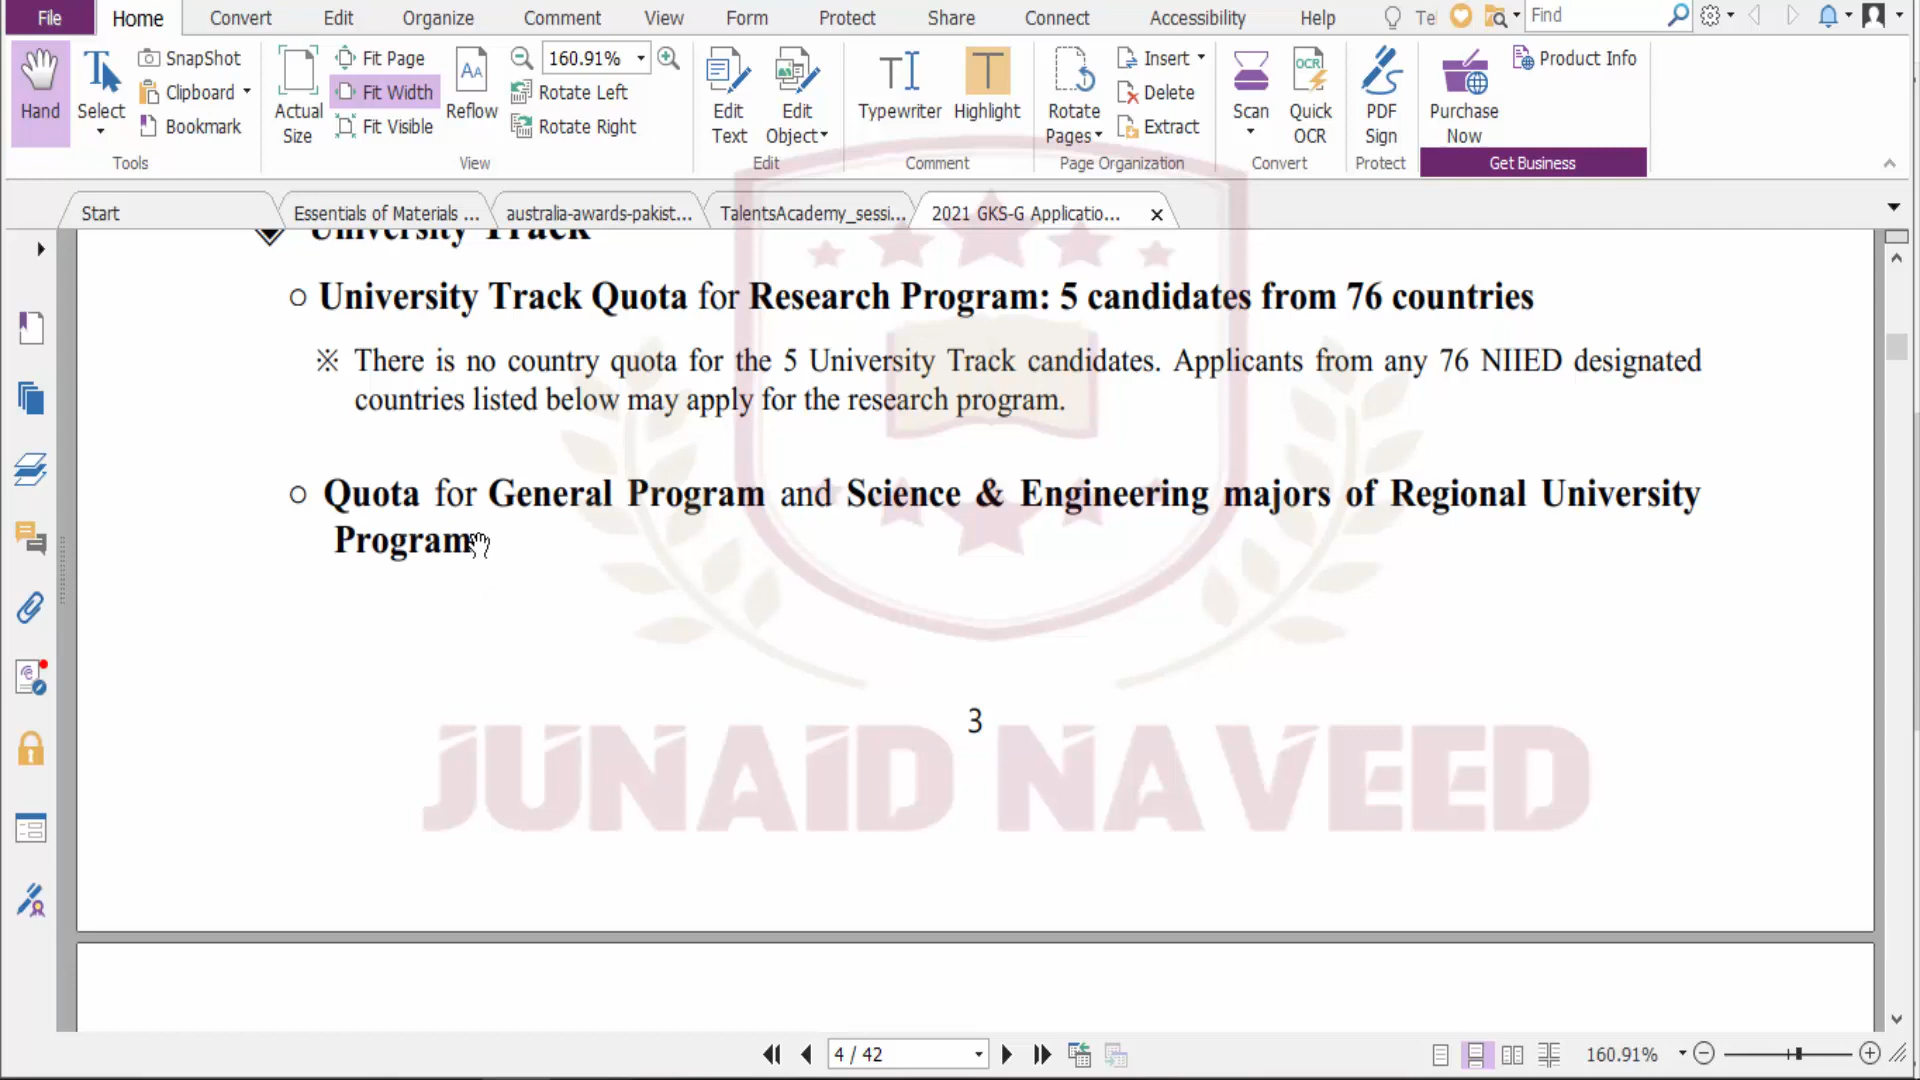 File Home Convert Edit Organize Comment View Form Protect Share Connect Accessibility Help Tel Find
Hand
Select
SnapShot
Clipboard
Bookmark
Tools
Actual Size
Fit Page
Fit Width
Fit Visible
Reflow
160.91%
Rotate Left
Rotate Right
View
Edit Text
Edit Object
Edit
Typewriter
Highlight
Comment
Rotate Pages
Insert
Delete
Extract
Page Organization
Scan
Quick OCR
OCR
Convert
PDF Sign
Protect
Purchase Now
Product Info
Get Business
Start
Essentials of Materials ...
australia-awards-pakist...
TalentsAcademy_sessi...
2021 GKS-G Applicatio...
University Track
○ University Track Quota for Research Program: 5 candidates from 76 countries
※ There is no country quota for the 5 University Track candidates. Applicants from any 76 NIIED designated
countries listed below may apply for the research program.
○ Quota for General Program and Science & Engineering majors of Regional University
Program
3
JUNAID NAVEED
4 / 42
160.91%